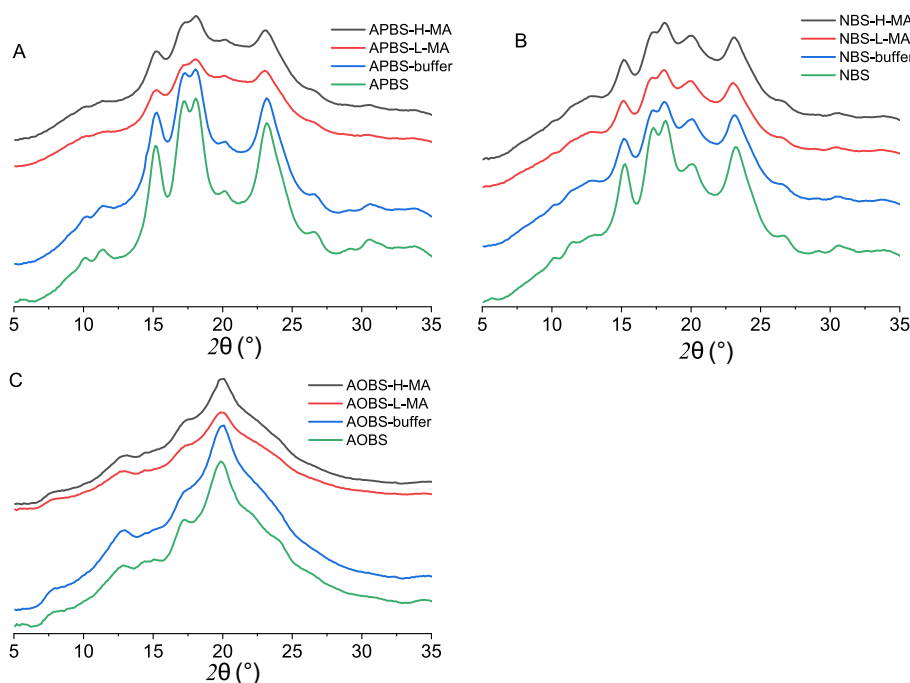 A
APBS-H-MA
APBS-L-MA
APBS-buffer
APBS
5 10 15 20 25 30 35
2θ (°)
B
NBS-H-MA
NBS-L-MA
NBS-buffer
NBS
5 10 15 20 25 30 35
2θ (°)
C
AOBS-H-MA
AOBS-L-MA
AOBS-buffer
AOBS
5 10 15 20 25 30 35
2θ (°)